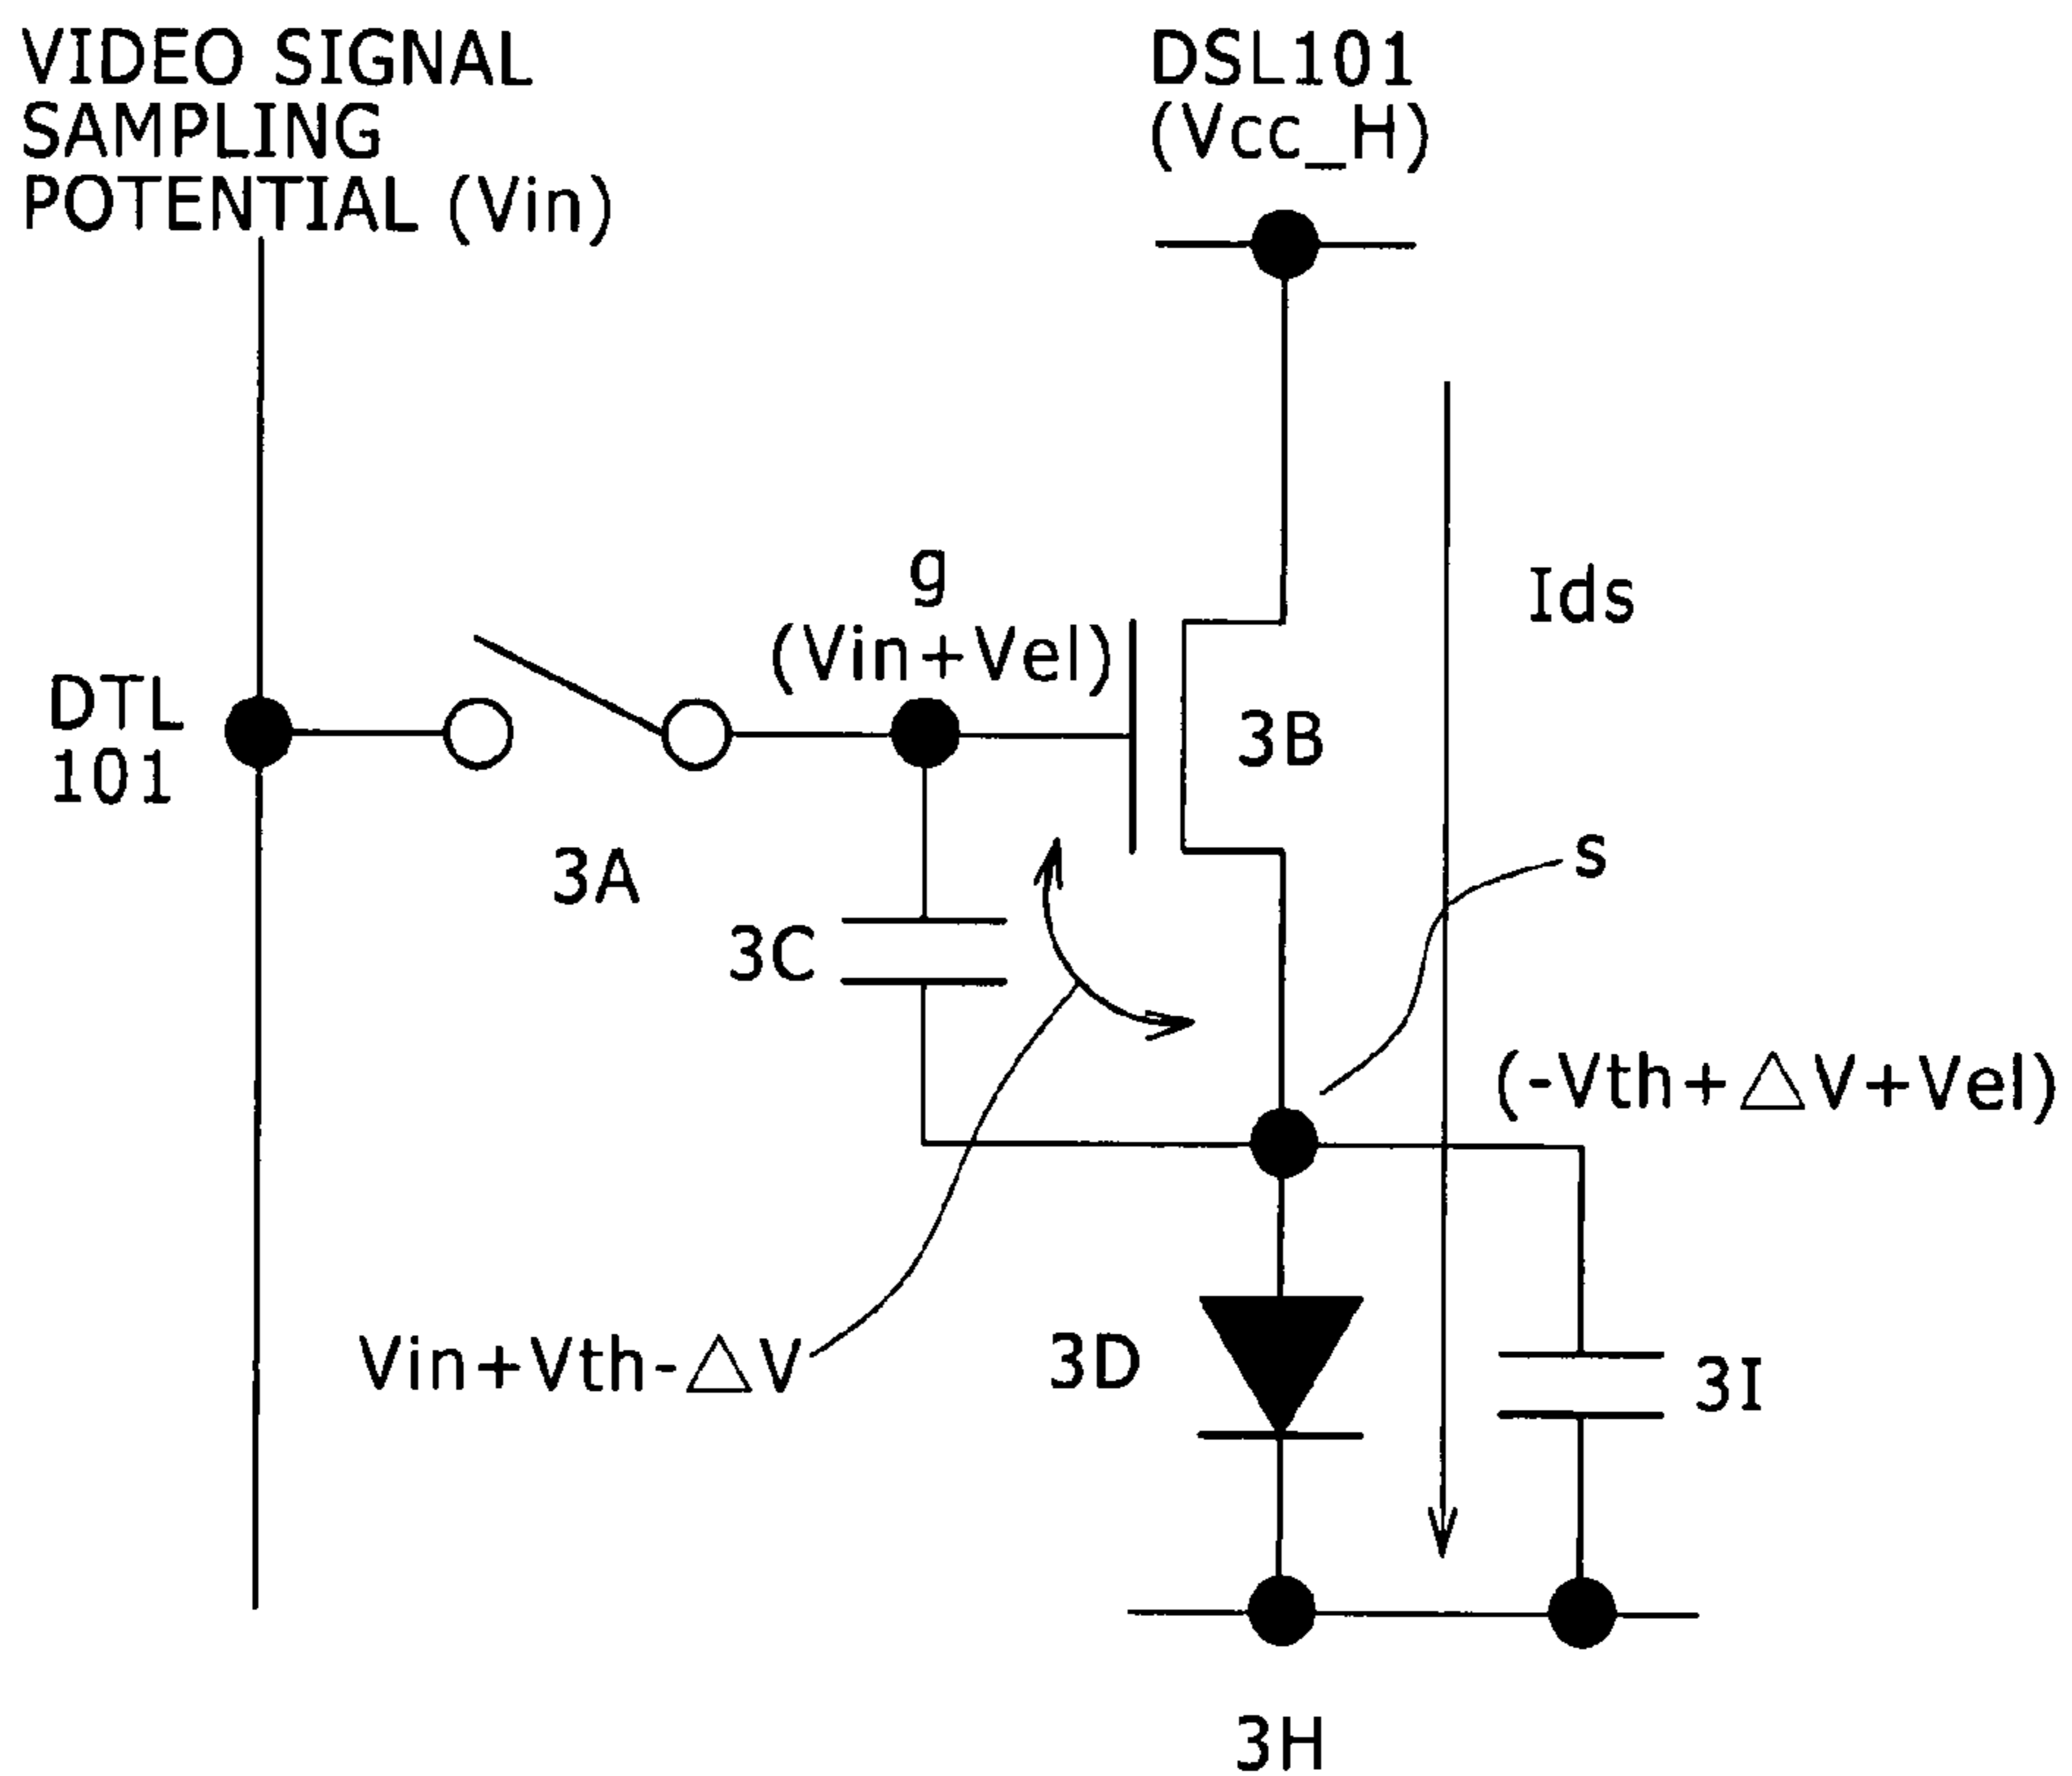 VIDEO SIGNAL
SAMPLING
POTENTIAL (Vin)
DSL101
(Vcc_H)
g
(Vin+Vel)
Ids
DTL
101
3B
3A
s
3C
(-Vth+△V+Vel)
Vin+Vth-△V
3D
3I
3H